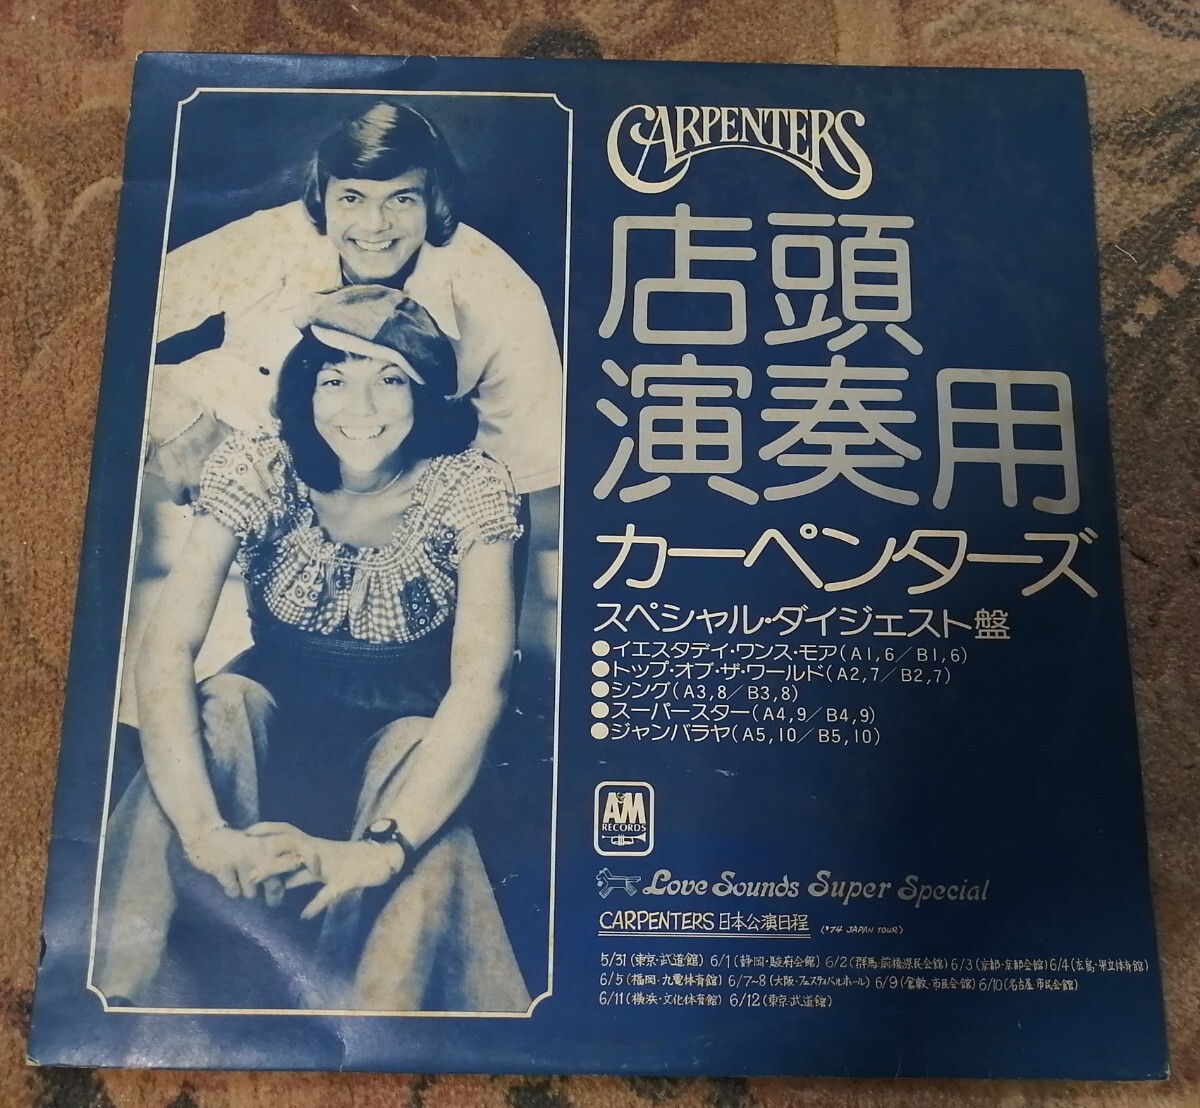 CARPENTERS
店頭
演奏用
カーペンターズ
スペシャル・ダイジェスト盤
●イエスタデイ・ワンス・モア(A1,6／B1,6)
●トップ・オブ・ザ・ワールド(A2,7／B2,7)
●シング(A3,8／B3,8)
●スーパースター(A4,9／B4,9)
●ジャンバラヤ(A5,10／B5,10)
A&M
RECORDS
Love Sounds Super Special
CARPENTERS 日本公演日程 ('74 JAPAN TOUR)
5/31(東京・武道館) 6/1(静岡・駿府会館) 6/2(群馬・前橋県民会館) 6/3(京都・京都会館) 6/4(広島・県立体育館)
6/5(福岡・九電体育館) 6/7〜8(大阪・フェスティバルホール) 6/9(倉敷・市民会館) 6/10(名古屋市民会館)
6/11(横浜・文化体育館) 6/12(東京・武道館)